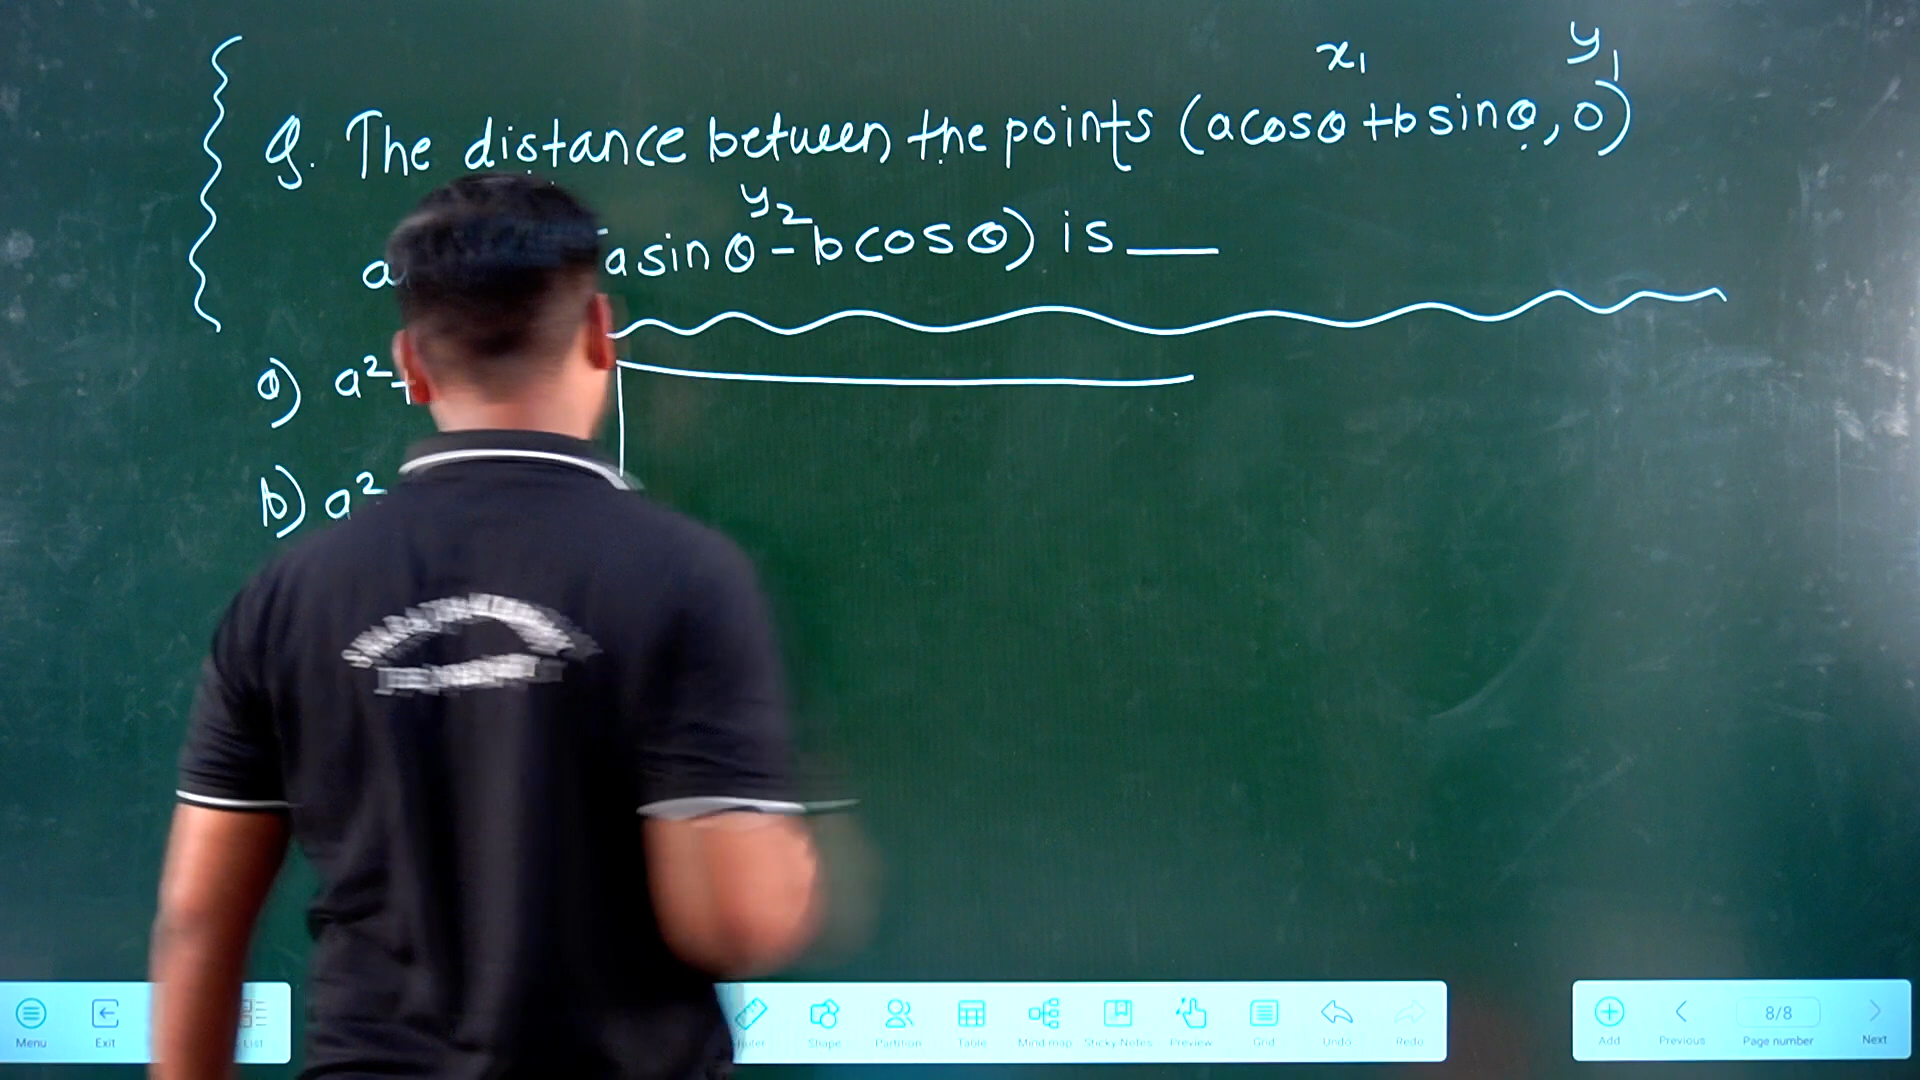 x₁ y₁
Q. The distance between the points (acosθ+bsinθ, 0)
y₂
asinθ-bcosθ) is __
a) a²+
b) a²
Menu Exit List Shape Partition Table Mind map Sticky Notes Preview Grid Undo Redo Add Previous 8/8 Page number Next